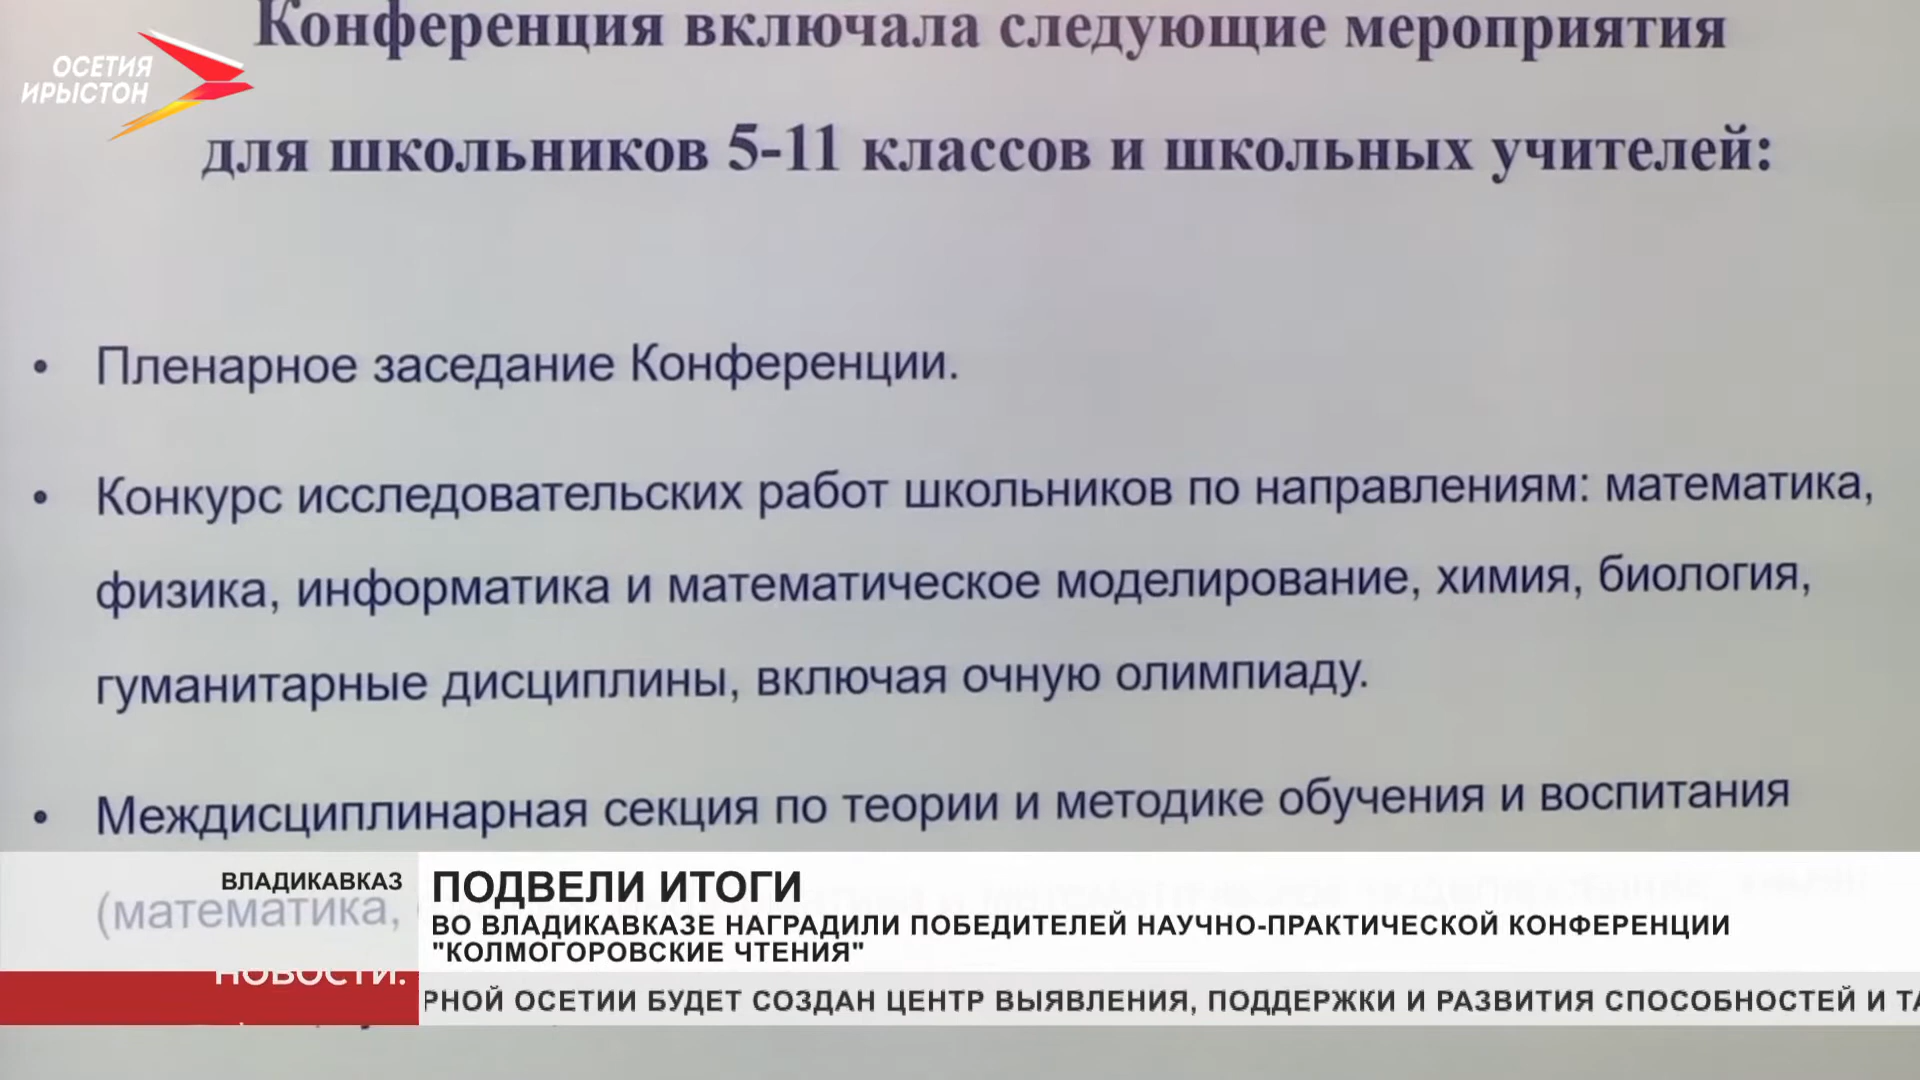 Конференция включала следующие мероприятия
ОСЕТИЯ
ИРЫСТОН
для школьников 5-11 классов и школьных учителей:
• Пленарное заседание Конференции.
• Конкурс исследовательских работ школьников по направлениям: математика,
физика, информатика и математическое моделирование, химия, биология,
гуманитарные дисциплины, включая очную олимпиаду.
• Междисциплинарная секция по теории и методике обучения и воспитания
(математика,
ВЛАДИКАВКАЗ
ПОДВЕЛИ ИТОГИ
ВО ВЛАДИКАВКАЗЕ НАГРАДИЛИ ПОБЕДИТЕЛЕЙ НАУЧНО-ПРАКТИЧЕСКОЙ КОНФЕРЕНЦИИ
"КОЛМОГОРОВСКИЕ ЧТЕНИЯ"
НОВОСТИ.
РНОЙ ОСЕТИИ БУДЕТ СОЗДАН ЦЕНТР ВЫЯВЛЕНИЯ, ПОДДЕРЖКИ И РАЗВИТИЯ СПОСОБНОСТЕЙ И ТА